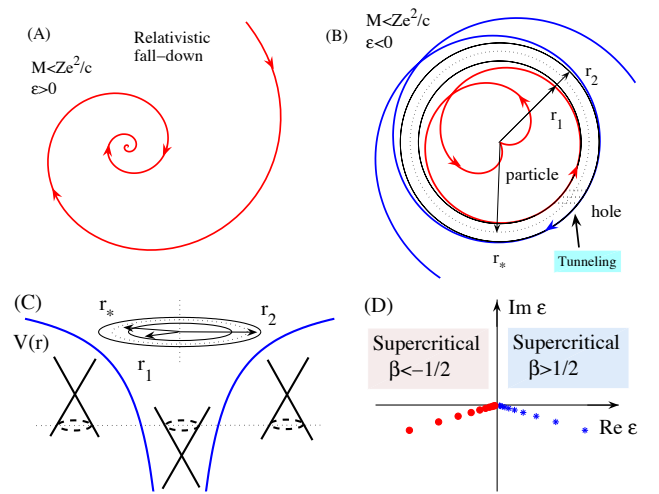 (A)
Relativistic
fall−down
M<Ze²/c
ε>0
(B)
M<Ze²/c
ε<0
r₂
r₁
particle
hole
r*
Tunneling
(C)
V(r)
r*
r₂
r₁
(D)
Im ε
Supercritical
β<−1/2
Supercritical
β>1/2
Re ε